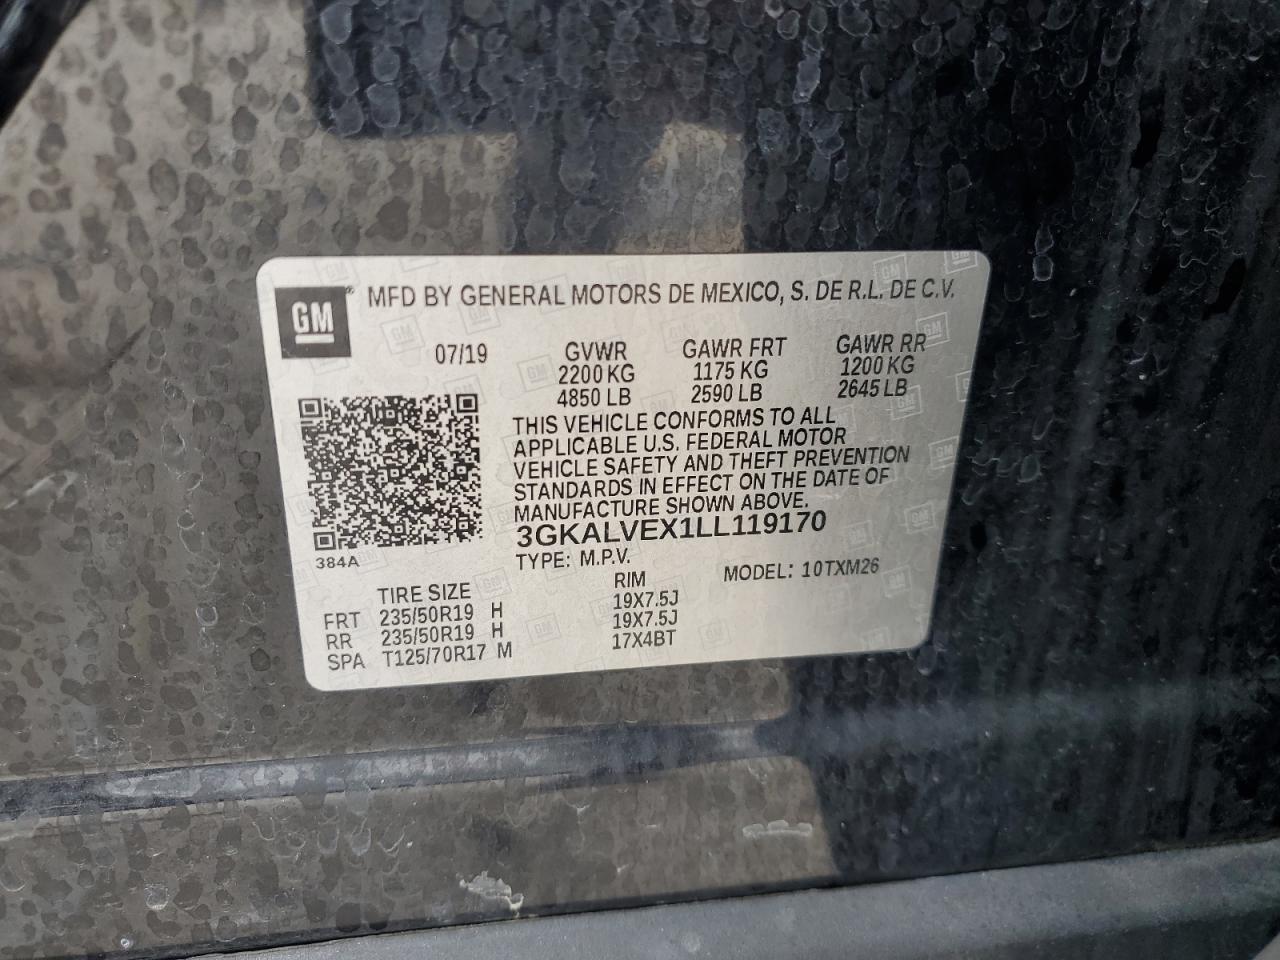 GM
MFD BY GENERAL MOTORS DE MEXICO, S. DE R.L. DE C.V.
07/19 GVWR GAWR FRT GAWR RR
2200 KG 1175 KG 1200 KG
4850 LB 2590 LB 2645 LB
THIS VEHICLE CONFORMS TO ALL
APPLICABLE U.S. FEDERAL MOTOR
VEHICLE SAFETY AND THEFT PREVENTION
STANDARDS IN EFFECT ON THE DATE OF
MANUFACTURE SHOWN ABOVE.
3GKALVEX1LL119170
384A
TYPE: M.P.V. MODEL: 10TXM26
TIRE SIZE RIM
FRT 235/50R19 H 19X7.5J
RR 235/50R19 H 19X7.5J
SPA T125/70R17 M 17X4BT